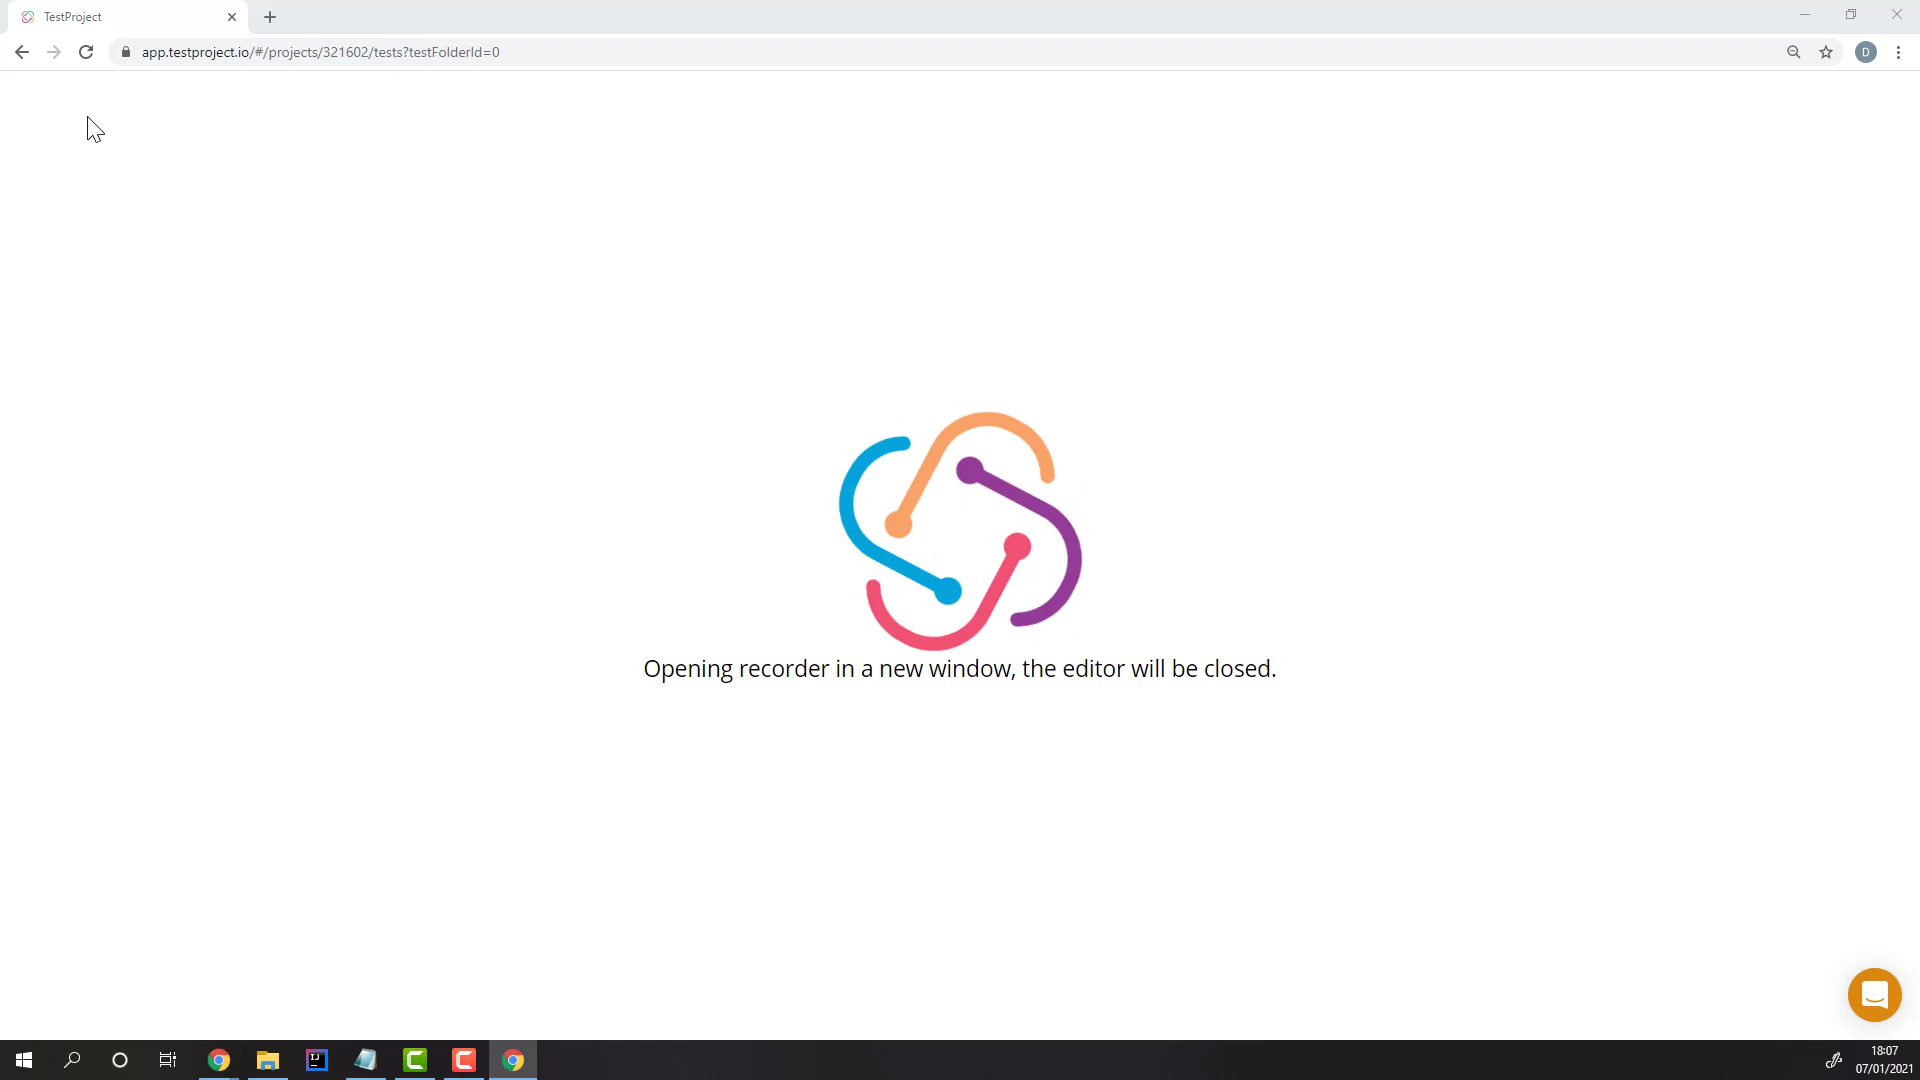 TestProject
app.testproject.io/#/projects/321602/tests?testFolderId=0
D
Opening recorder in a new window, the editor will be closed.
IJ
18:07
07/01/2021